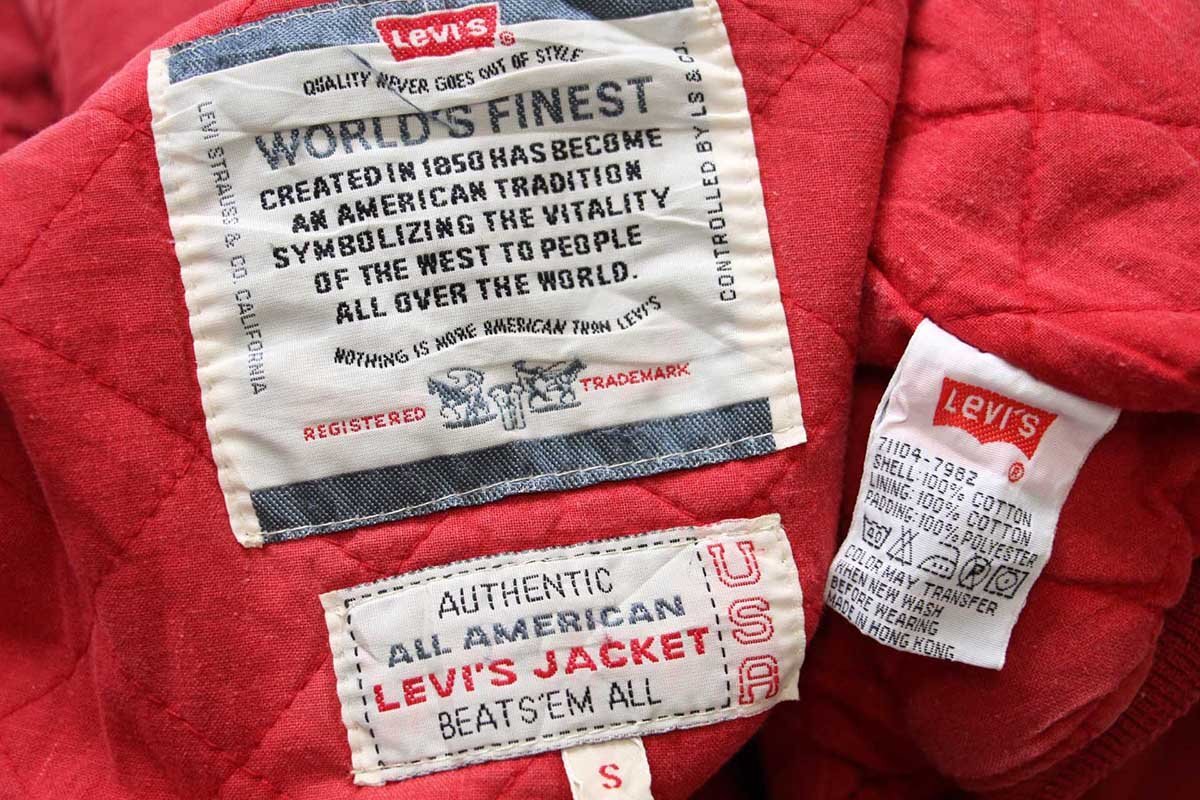 Levi's®
QUALITY NEVER GOES OUT OF STYLE
WORLD'S FINEST
CREATED IN 1850 HAS BECOME
AN AMERICAN TRADITION
SYMBOLIZING THE VITALITY
OF THE WEST TO PEOPLE
ALL OVER THE WORLD.
NOTHING IS MORE AMERICAN THAN LEVI'S
REGISTERED TRADEMARK
LEVI STRAUSS & CO. CALIFORNIA
CONTROLLED BY LS & CO.
AUTHENTIC
ALL AMERICAN
LEVI'S JACKET
BEATS'EM ALL
USA
S
Levi's
®
71104-7982
SHELL:100% COTTON
LINING:100% COTTON
PADDING:100% POLYESTER
40 P
COLOR MAY TRANSFER
WHEN NEW WASH
BEFORE WEARING
MADE IN HONG KONG.